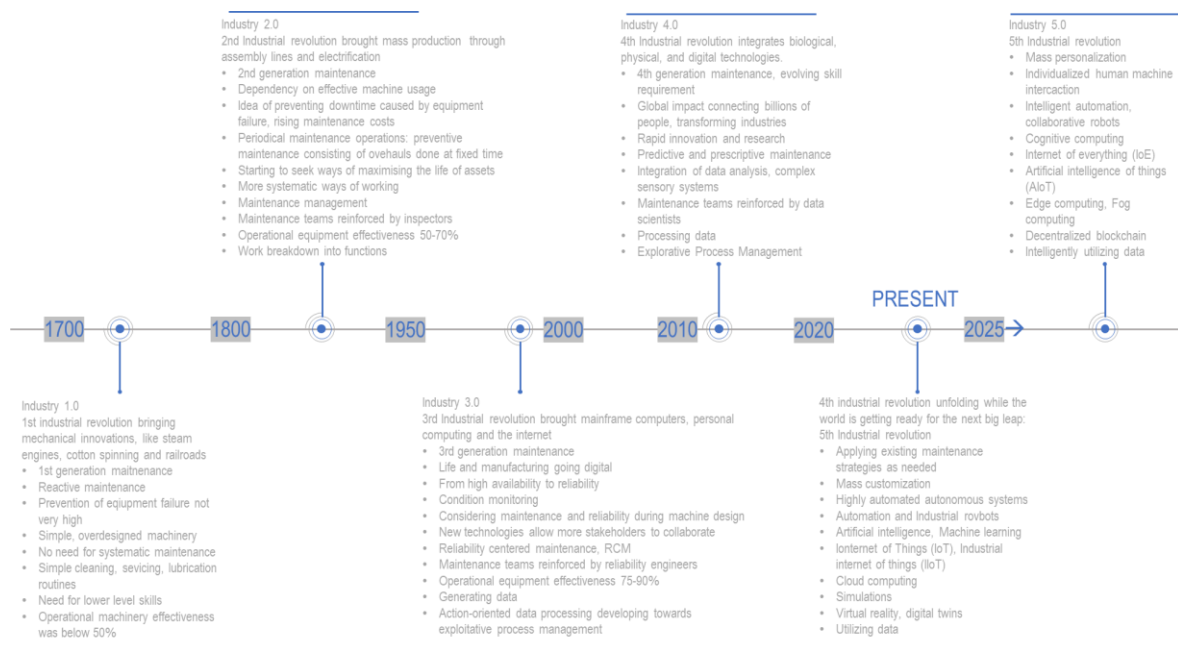 Industry 2.0
2nd Industrial revolution brought mass production through
assembly lines and electrification
• 2nd generation maintenance
• Dependency on effective machine usage
• Idea of preventing downtime caused by equipment
failure, rising maintenance costs
• Periodical maintenance operations: preventive
maintenance consisting of ovehauls done at fixed time
• Starting to seek ways of maximising the life of assets
• More systematic ways of working
• Maintenance management
• Maintenance teams reinforced by inspectors
• Operational equipment effectiveness 50-70%
• Work breakdown into functions
Industry 4.0
4th Industrial revolution integrates biological,
physical, and digital technologies.
• 4th generation maintenance, evolving skill
requirement
• Global impact connecting billions of
people, transforming industries
• Rapid innovation and research
• Predictive and prescriptive maintenance
• Integration of data analysis, complex
sensory systems
• Maintenance teams reinforced by data
scientists
• Processing data
• Explorative Process Management
Industry 5.0
5th Industrial revolution
• Mass personalization
• Individualized human machine
intercaction
• Intelligent automation,
collaborative robots
• Cognitive computing
• Internet of everything (IoE)
• Artificial intelligence of things
(AIoT)
• Edge computing, Fog
computing
• Decentralized blockchain
• Intelligently utilizing data
PRESENT
1700 1800 1950 2000 2010 2020 2025
Industry 1.0
1st industrial revolution bringing
mechanical innovations, like steam
engines, cotton spinning and railroads
• 1st generation maitnenance
• Reactive maintenance
• Prevention of eqiupment failure not
very high
• Simple, overdesigned machinery
• No need for systematic maintenance
• Simple cleaning, sevicing, lubrication
routines
• Need for lower level skills
• Operational machinery effectiveness
was below 50%
Industry 3.0
3rd Industrial revolution brought mainframe computers, personal
computing and the internet
• 3rd generation maintenance
• Life and manufacturing going digital
• From high availability to reliability
• Condition monitoring
• Considering maintenance and reliability during machine design
• New technologies allow more stakeholders to collaborate
• Reliability centered maintenance, RCM
• Maintenance teams reinforced by reliability engineers
• Operational equipment effectiveness 75-90%
• Generating data
• Action-oriented data processing developing towards
exploitative process management
4th industrial revolution unfolding while the
world is getting ready for the next big leap:
5th Industrial revolution
• Applying existing maintenance
strategies as needed
• Mass customization
• Highly automated autonomous systems
• Automation and Industrial rovbots
• Artificial intelligence, Machine learning
• Ionternet of Things (IoT), Industrial
internet of things (IIoT)
• Cloud computing
• Simulations
• Virtual reality, digital twins
• Utilizing data